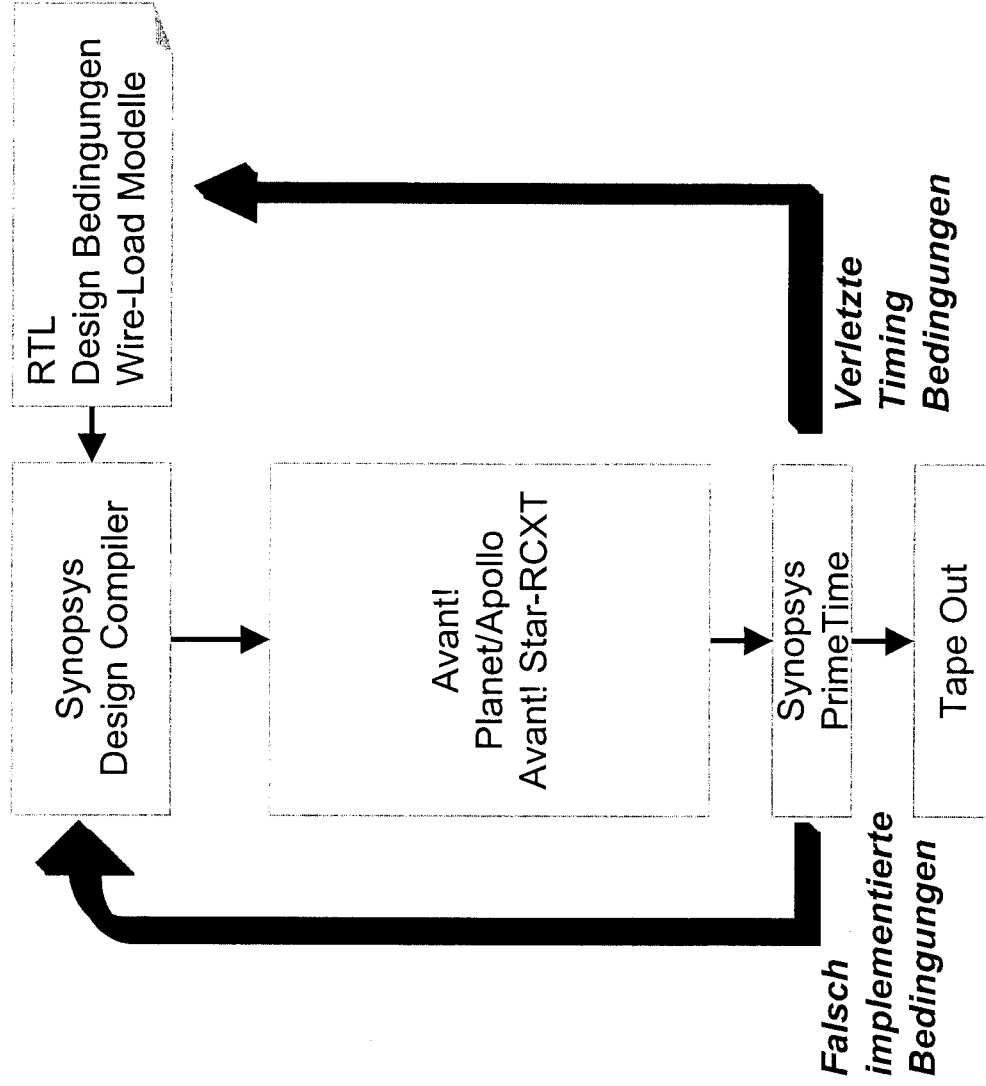 RTL
Design Bedingungen
Wire-Load Modelle
Synopsys
Design Compiler
Avant!
Planet/Apollo
Avant! Star-RCXT
Synopsys
PrimeTime
Tape Out
Verletzte
Timing
Bedingungen
Falsch
implementierte
Bedingungen